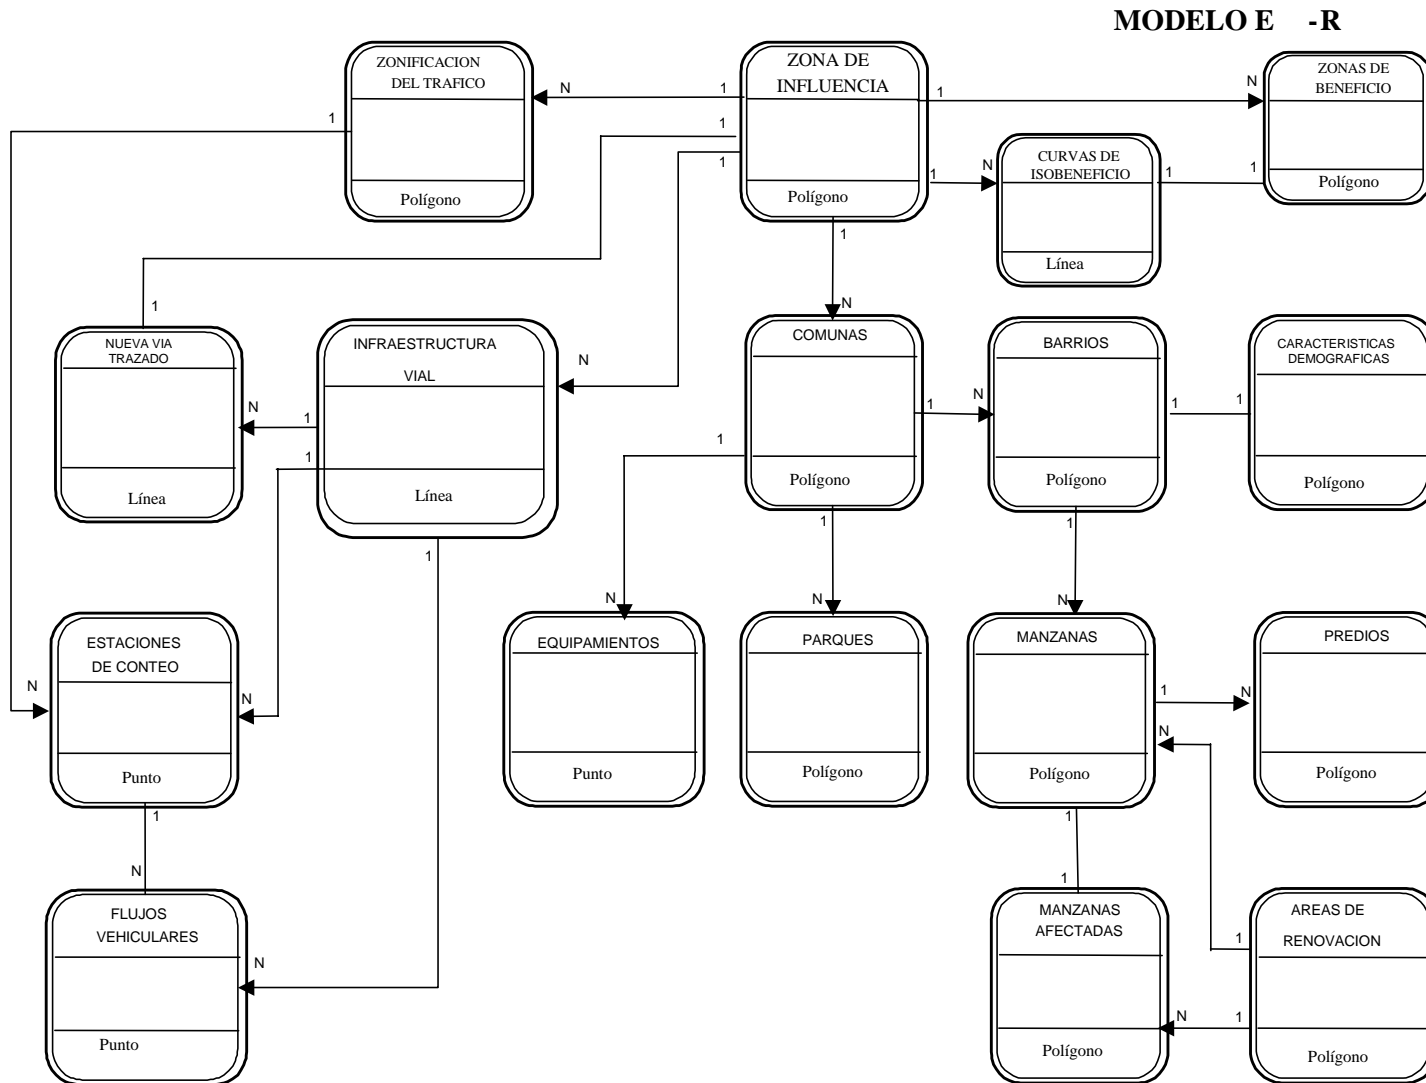 MODELO E -R
ZONIFICACION
DEL TRAFICO
Polígono
ZONA DE
INFLUENCIA
Polígono
ZONAS DE
BENEFICIO
Polígono
CURVAS DE
ISOBENEFICIO
Línea
N 1
1
1
1
1 N
1 N
1 1
1
1
N
1
N
NUEVA VIA
TRAZADO
Línea
INFRAESTRUCTURA
VIAL
Línea
COMUNAS
Polígono
BARRIOS
Polígono
CARACTERISTICAS
DEMOGRAFICAS
Polígono
N 1
1
1
1 N
1 1
1
1
1
N
N
N
N
N
N
ESTACIONES
DE CONTEO
Punto
EQUIPAMIENTOS
Punto
PARQUES
Polígono
MANZANAS
Polígono
PREDIOS
Polígono
1 N
N
1
N
1
1
N
1
N 1
FLUJOS
VEHICULARES
Punto
MANZANAS
AFECTADAS
Polígono
AREAS DE
RENOVACION
Polígono